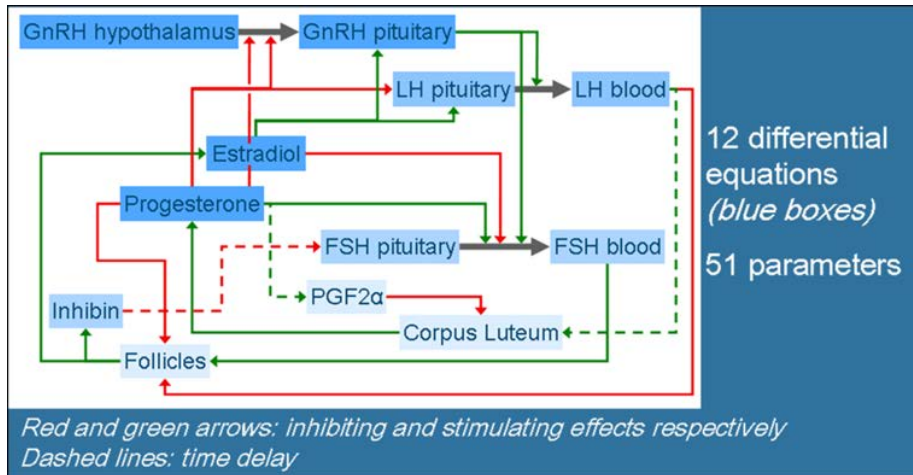 GnRH hypothalamus
GnRH pituitary
LH pituitary
LH blood
Estradiol
Progesterone
FSH pituitary
FSH blood
PGF2α
Inhibin
Corpus Luteum
Follicles
12 differential
equations
(blue boxes)
51 parameters
Red and green arrows: inhibiting and stimulating effects respectively
Dashed lines: time delay